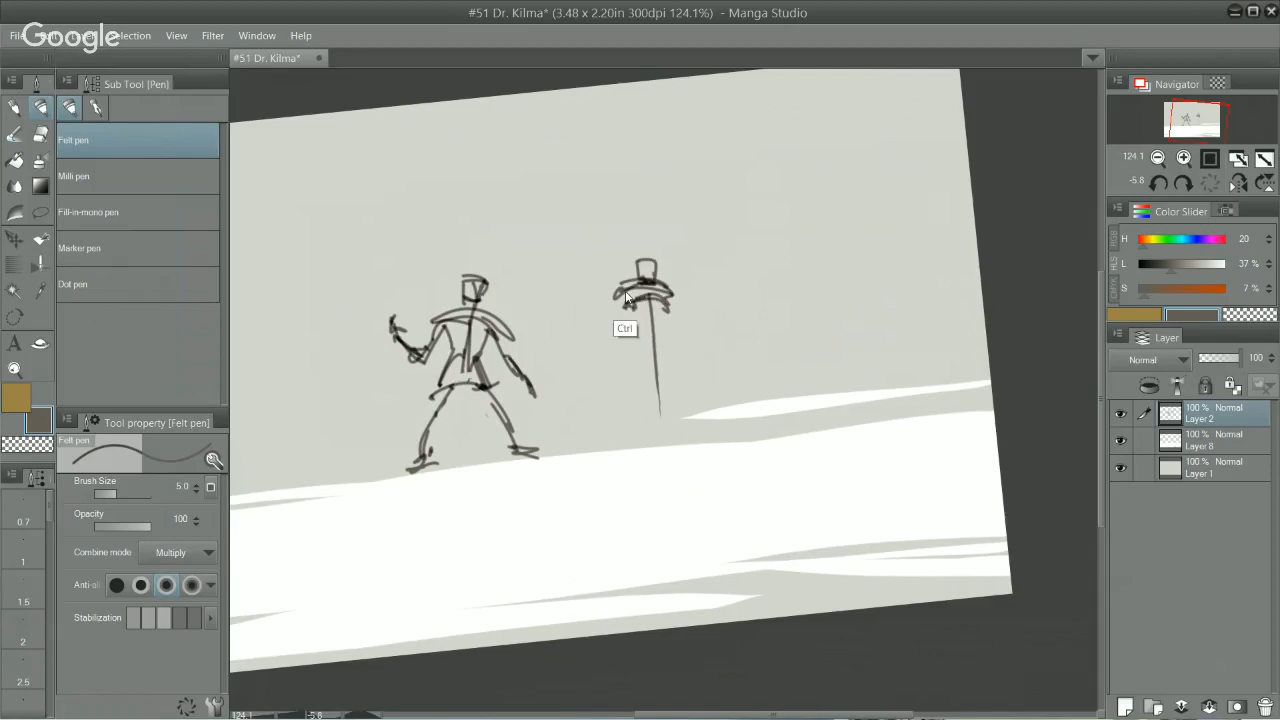 #51 Dr. Kilma* (3.48 x 2.20in 300dpi 124.1%) - Manga Studio
Google
File Selection View Filter Window Help
#51 Dr. Kilma*
Sub Tool [Pen]
Felt pen
Milli pen
Fill-in-mono pen
Marker pen
Dot pen
Tool property [Felt pen]
Felt pen
Brush Size 5.0
Opacity 100
Combine mode Multiply
Anti-ali
Stabilization
0.7
1
1.5
2
2.5
Ctrl
124.1 -5.8
Navigator
124.1
-5.8
Color Slider
RGB
HLS
CMYK
H 20
L 37 %
S 7 %
Layer
Normal 100
100 % Normal
Layer 2
100 % Normal
Layer 8
100 % Normal
Layer 1
A